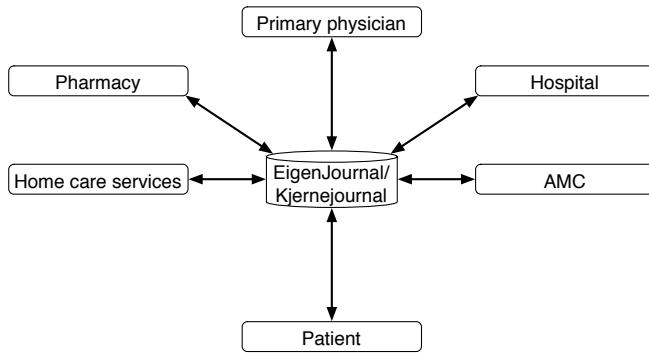 Primary physician
Pharmacy
Hospital
EigenJournal/
Kjernejournal
Home care services
AMC
Patient